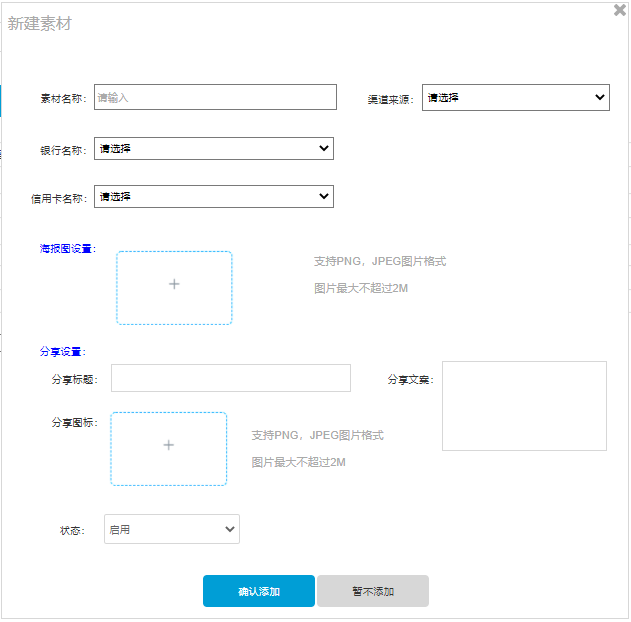 新建素材
素材名称： 请输入 渠道来源： 请选择
银行名称： 请选择
信用卡名称： 请选择
海报图设置：
支持PNG，JPEG图片格式
图片最大不超过2M
分享设置：
分享标题： 分享文案：
分享图标：
支持PNG，JPEG图片格式
图片最大不超过2M
状态： 启用
确认添加 暂不添加